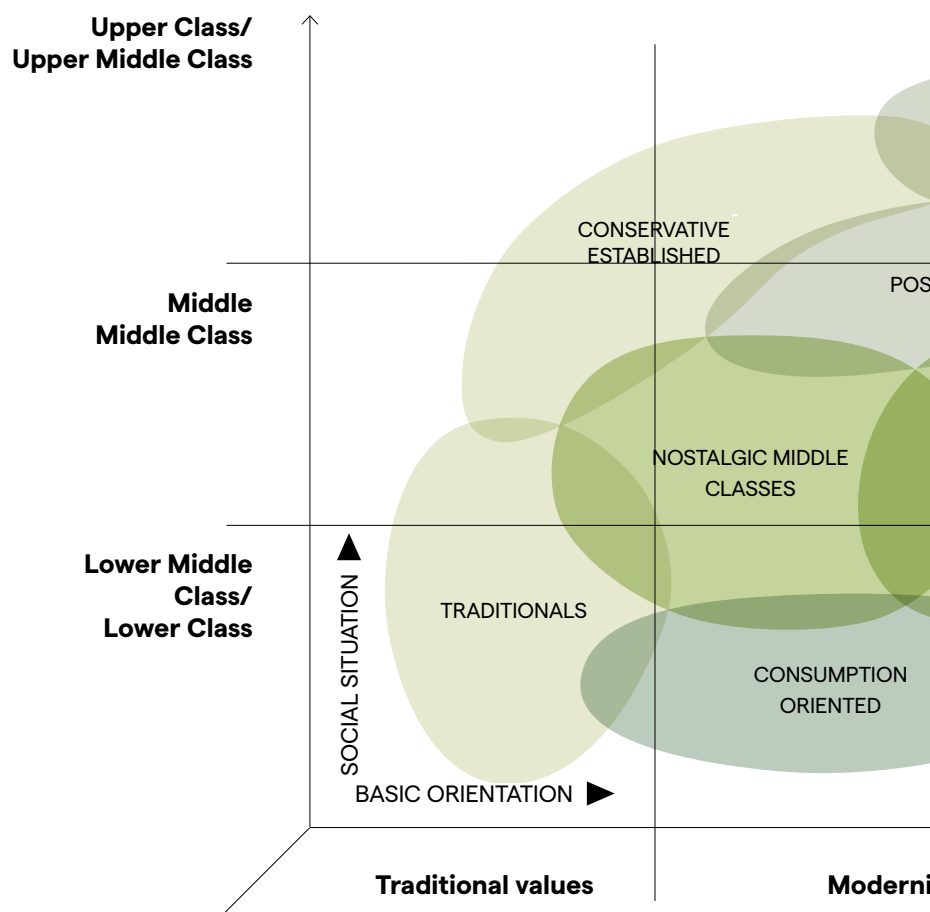 Upper Class/
Upper Middle Class
CONSERVATIVE
ESTABLISHED
POS
Middle
Middle Class
NOSTALGIC MIDDLE
CLASSES
Lower Middle
Class/
Lower Class
SOCIAL SITUATION
TRADITIONALS
CONSUMPTION
ORIENTED
BASIC ORIENTATION
Traditional values
Moderni